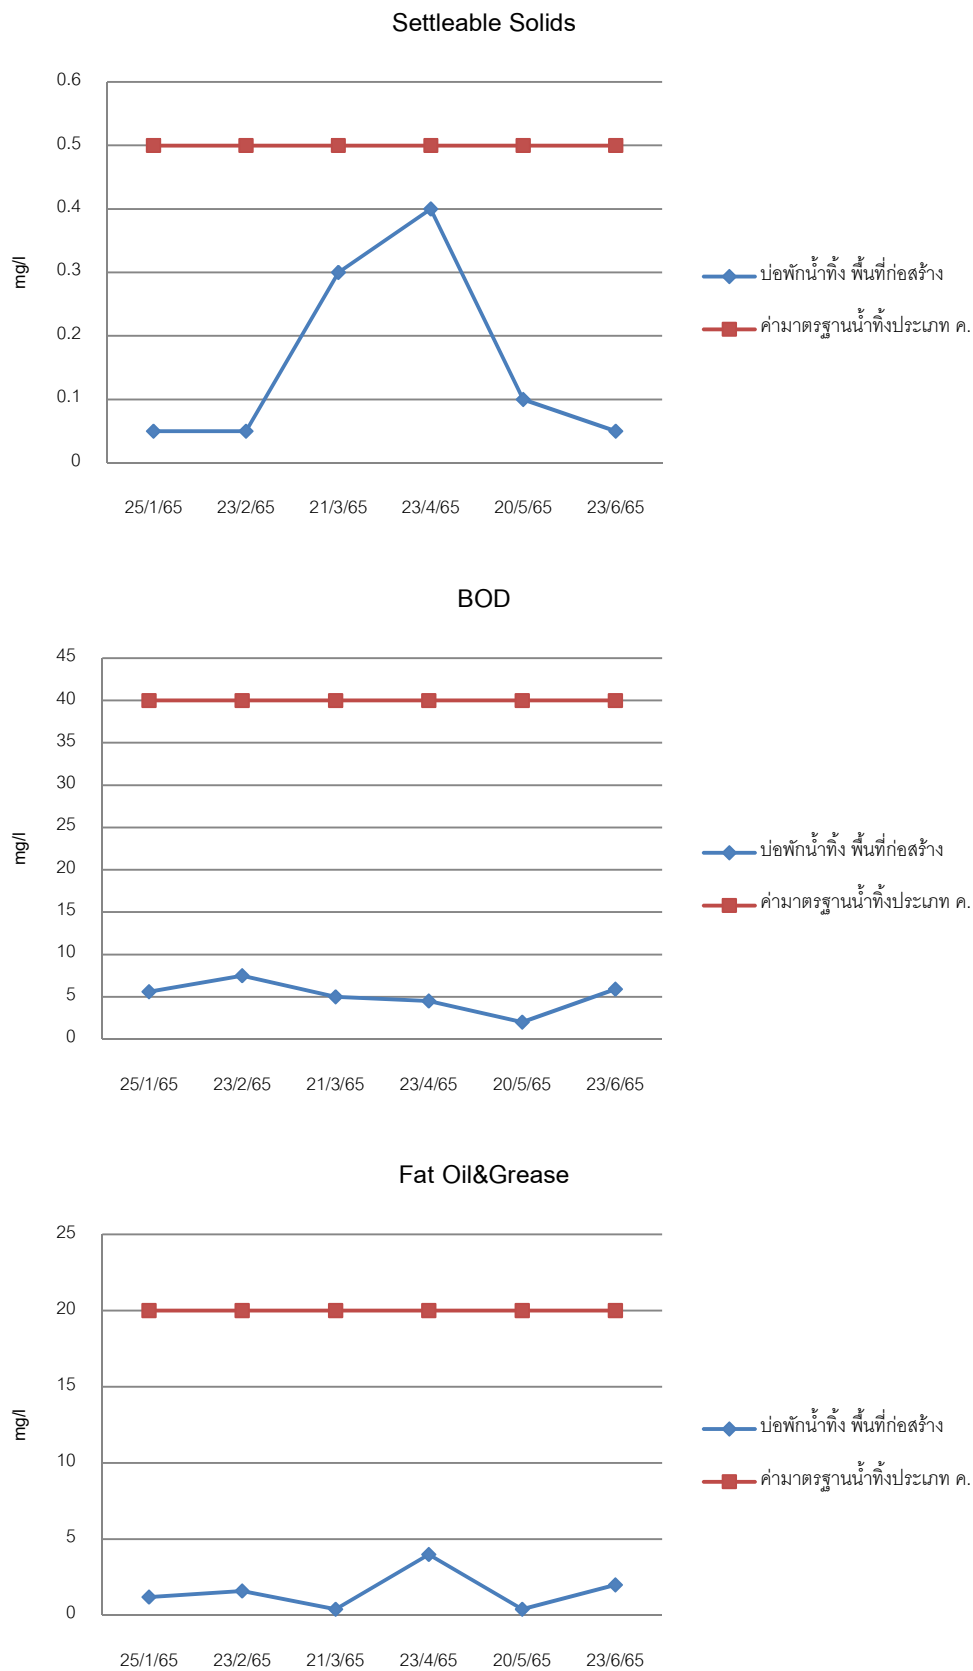 Settleable Solids
0.6
0.5
0.4
0.3
0.2
0.1
0
mg/l
25/1/65 23/2/65 21/3/65 23/4/65 20/5/65 23/6/65
บ่อพักน้ำทิ้ง พื้นที่ก่อสร้าง
ค่ามาตรฐานน้ำทิ้งประเภท ค.
BOD
45
40
35
30
25
20
15
10
5
0
mg/l
25/1/65 23/2/65 21/3/65 23/4/65 20/5/65 23/6/65
บ่อพักน้ำทิ้ง พื้นที่ก่อสร้าง
ค่ามาตรฐานน้ำทิ้งประเภท ค.
Fat Oil&Grease
25
20
15
10
5
0
mg/l
25/1/65 23/2/65 21/3/65 23/4/65 20/5/65 23/6/65
บ่อพักน้ำทิ้ง พื้นที่ก่อสร้าง
ค่ามาตรฐานน้ำทิ้งประเภท ค.